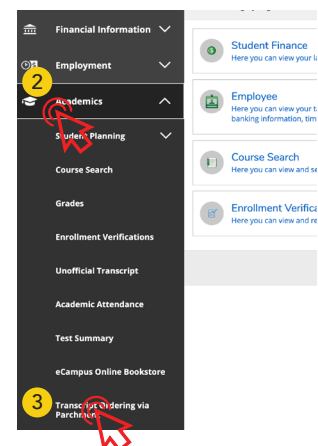 Financial Information
Employment
2
Academics
Student Planning
Course Search
Grades
Enrollment Verifications
Unofficial Transcript
Academic Attendance
Test Summary
eCampus Online Bookstore
3
Transcript Ordering via
Parchment
Student Finance
Here you can view your la
Employee
Here you can view your t
banking information, tim
Course Search
Here you can view and se
Enrollment Verifica
Here you can view and re